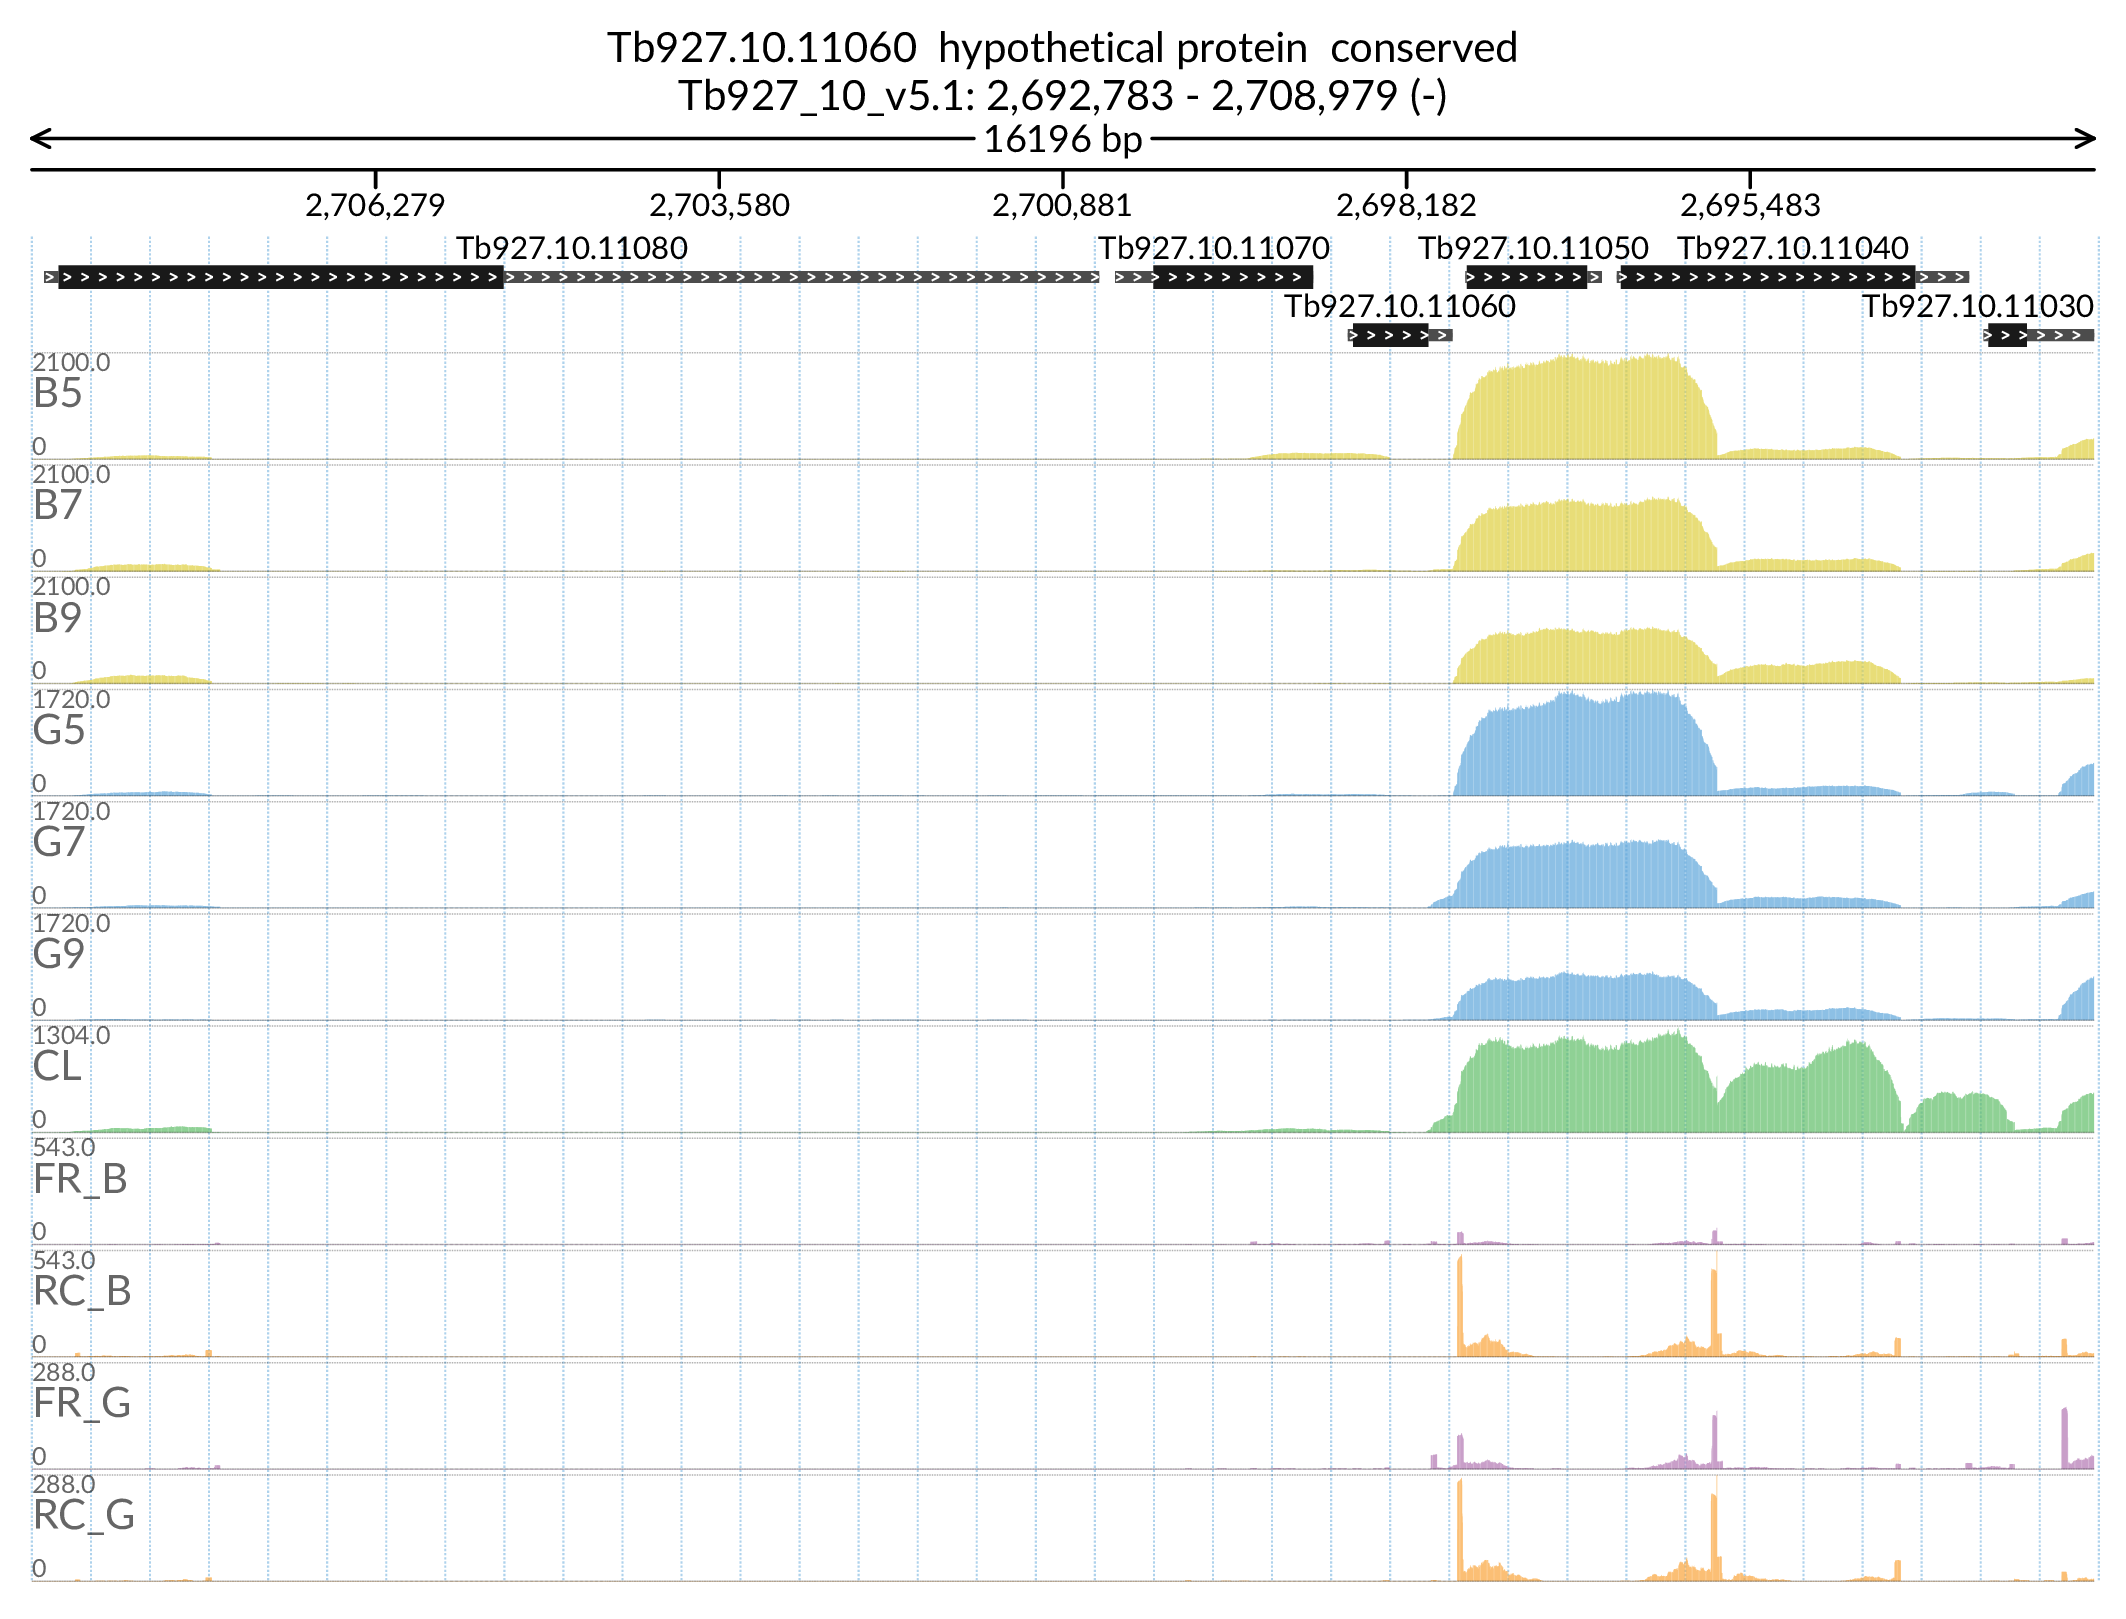 Tb927.10.11060  hypothetical protein  conserved
Tb927_10_v5.1: 2,692,783 - 2,708,979 (-)
16196 bp
2,706,279 2,703,580 2,700,881 2,698,182 2,695,483
Tb927.10.11080 Tb927.10.11070 Tb927.10.11050 Tb927.10.11040
Tb927.10.11060 Tb927.10.11030
2100.0
B5
0
2100.0
B7
0
2100.0
B9
0
1720.0
G5
0
1720.0
G7
0
1720.0
G9
0
1304.0
CL
0
543.0
FR_B
0
543.0
RC_B
0
288.0
FR_G
0
288.0
RC_G
0